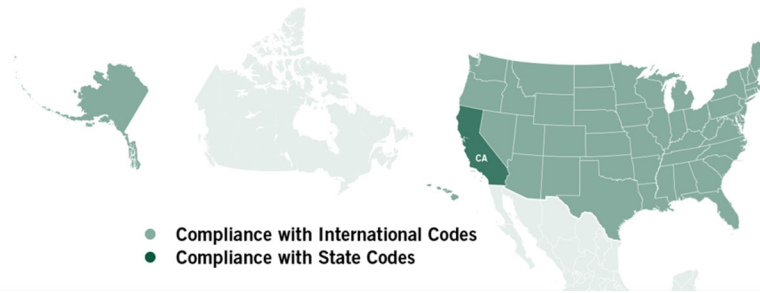 CA
Compliance with International Codes
Compliance with State Codes